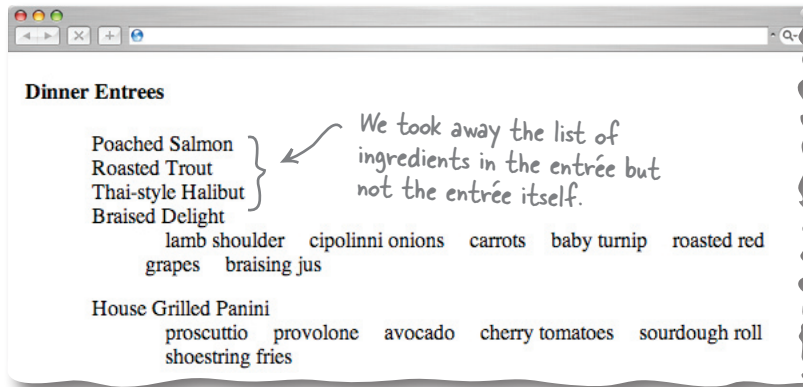 Dinner Entrees
Poached Salmon
Roasted Trout
Thai-style Halibut
Braised Delight
lamb shoulder cipolinni onions carrots baby turnip roasted red
grapes braising jus
House Grilled Panini
proscuttio provolone avocado cherry tomatoes sourdough roll
shoestring fries
We took away the list of
ingredients in the entrée but
not the entrée itself.